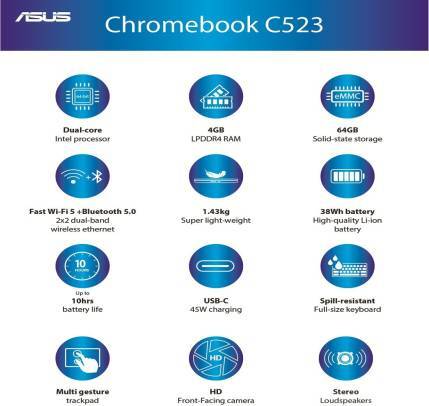 ASUS
Chromebook C523
64 bit
eMMC
Dual-core
Intel processor
4GB
LPDDR4 RAM
64GB
Solid-state storage
Fast Wi-Fi 5 +Bluetooth 5.0
2x2 dual-band
wireless ethernet
1.43kg
Super light-weight
38Wh battery
High-quality Li-ion
battery
10
HOURS
Up to
10hrs
battery life
USB-C
45W charging
Spill-resistant
Full-size keyboard
HD
Multi gesture
trackpad
HD
Front-Facing camera
Stereo
Loudspeakers